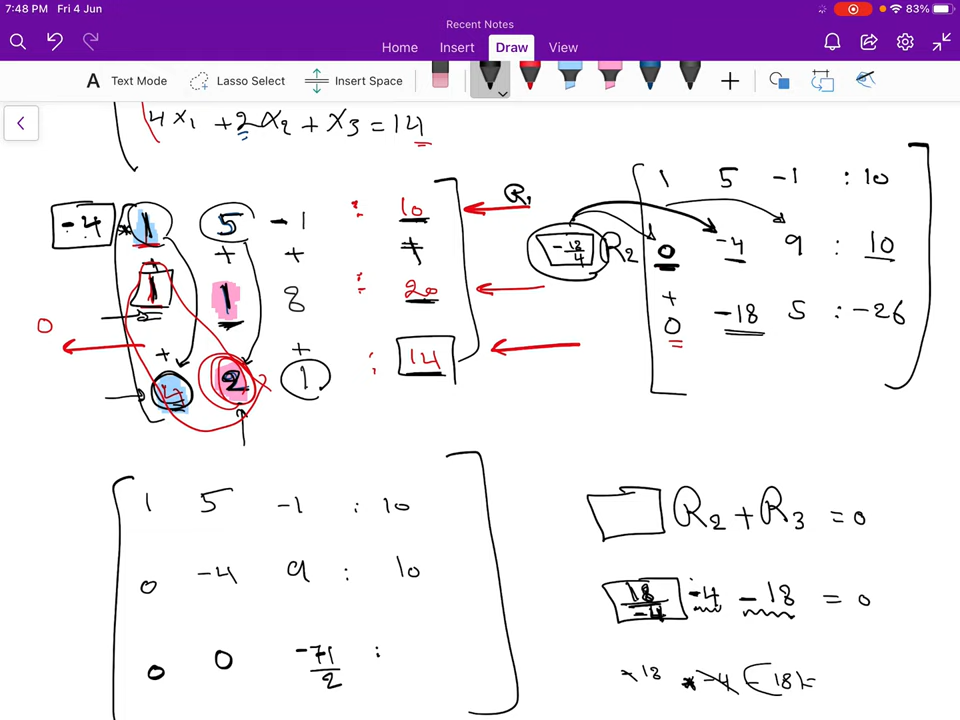 7:48 PM Fri 4 Jun
83%
Recent Notes
Home Insert Draw View
A Text Mode Lasso Select Insert Space
4x1 + 2x2 + x3 = 14
-4 * 1 5 -1 : 10 R1
+ + +
1 1 8 : 20
0
+ +
4 2 1 : 14
1 5 -1 : 10
-18/4 R2 0 -4 9 : 10
+
0 -18 5 : -26
1 5 -1 : 10
0 -4 9 : 10
0 0 -71/2 :
R2 + R3 = 0
18/-4 -4 -18 = 0